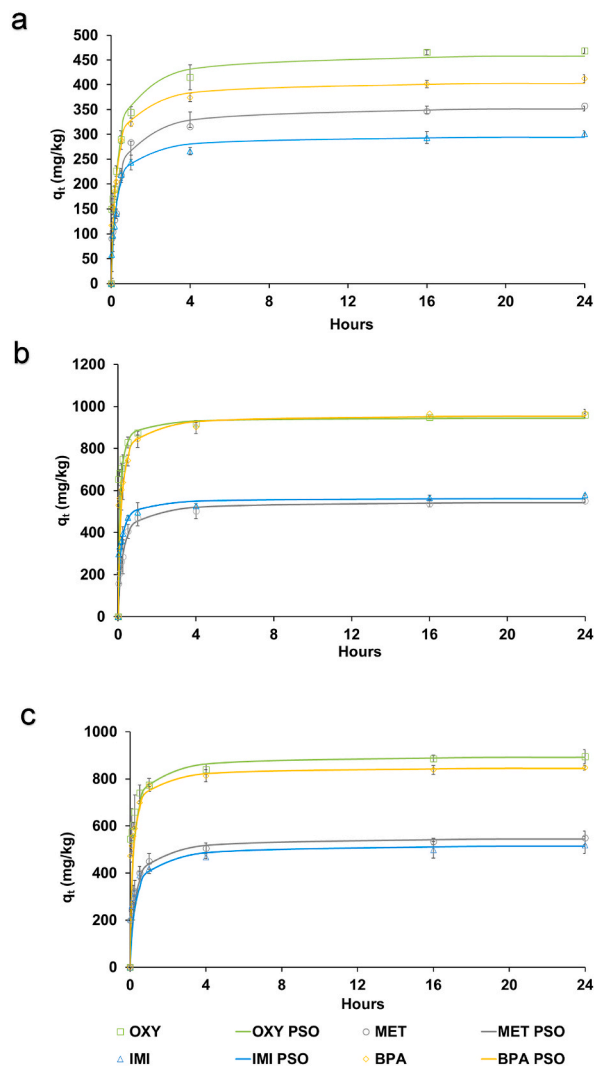 a
500
450
400
350
300
250
200
150
100
50
0
qt (mg/kg)
0 4 8 12 16 20 24
Hours
b
1200
1000
800
600
400
200
0
qt (mg/kg)
0 4 8 12 16 20 24
Hours
c
1000
800
600
400
200
0
qt (mg/kg)
0 4 8 12 16 20 24
Hours
OXY OXY PSO MET MET PSO
IMI IMI PSO BPA BPA PSO